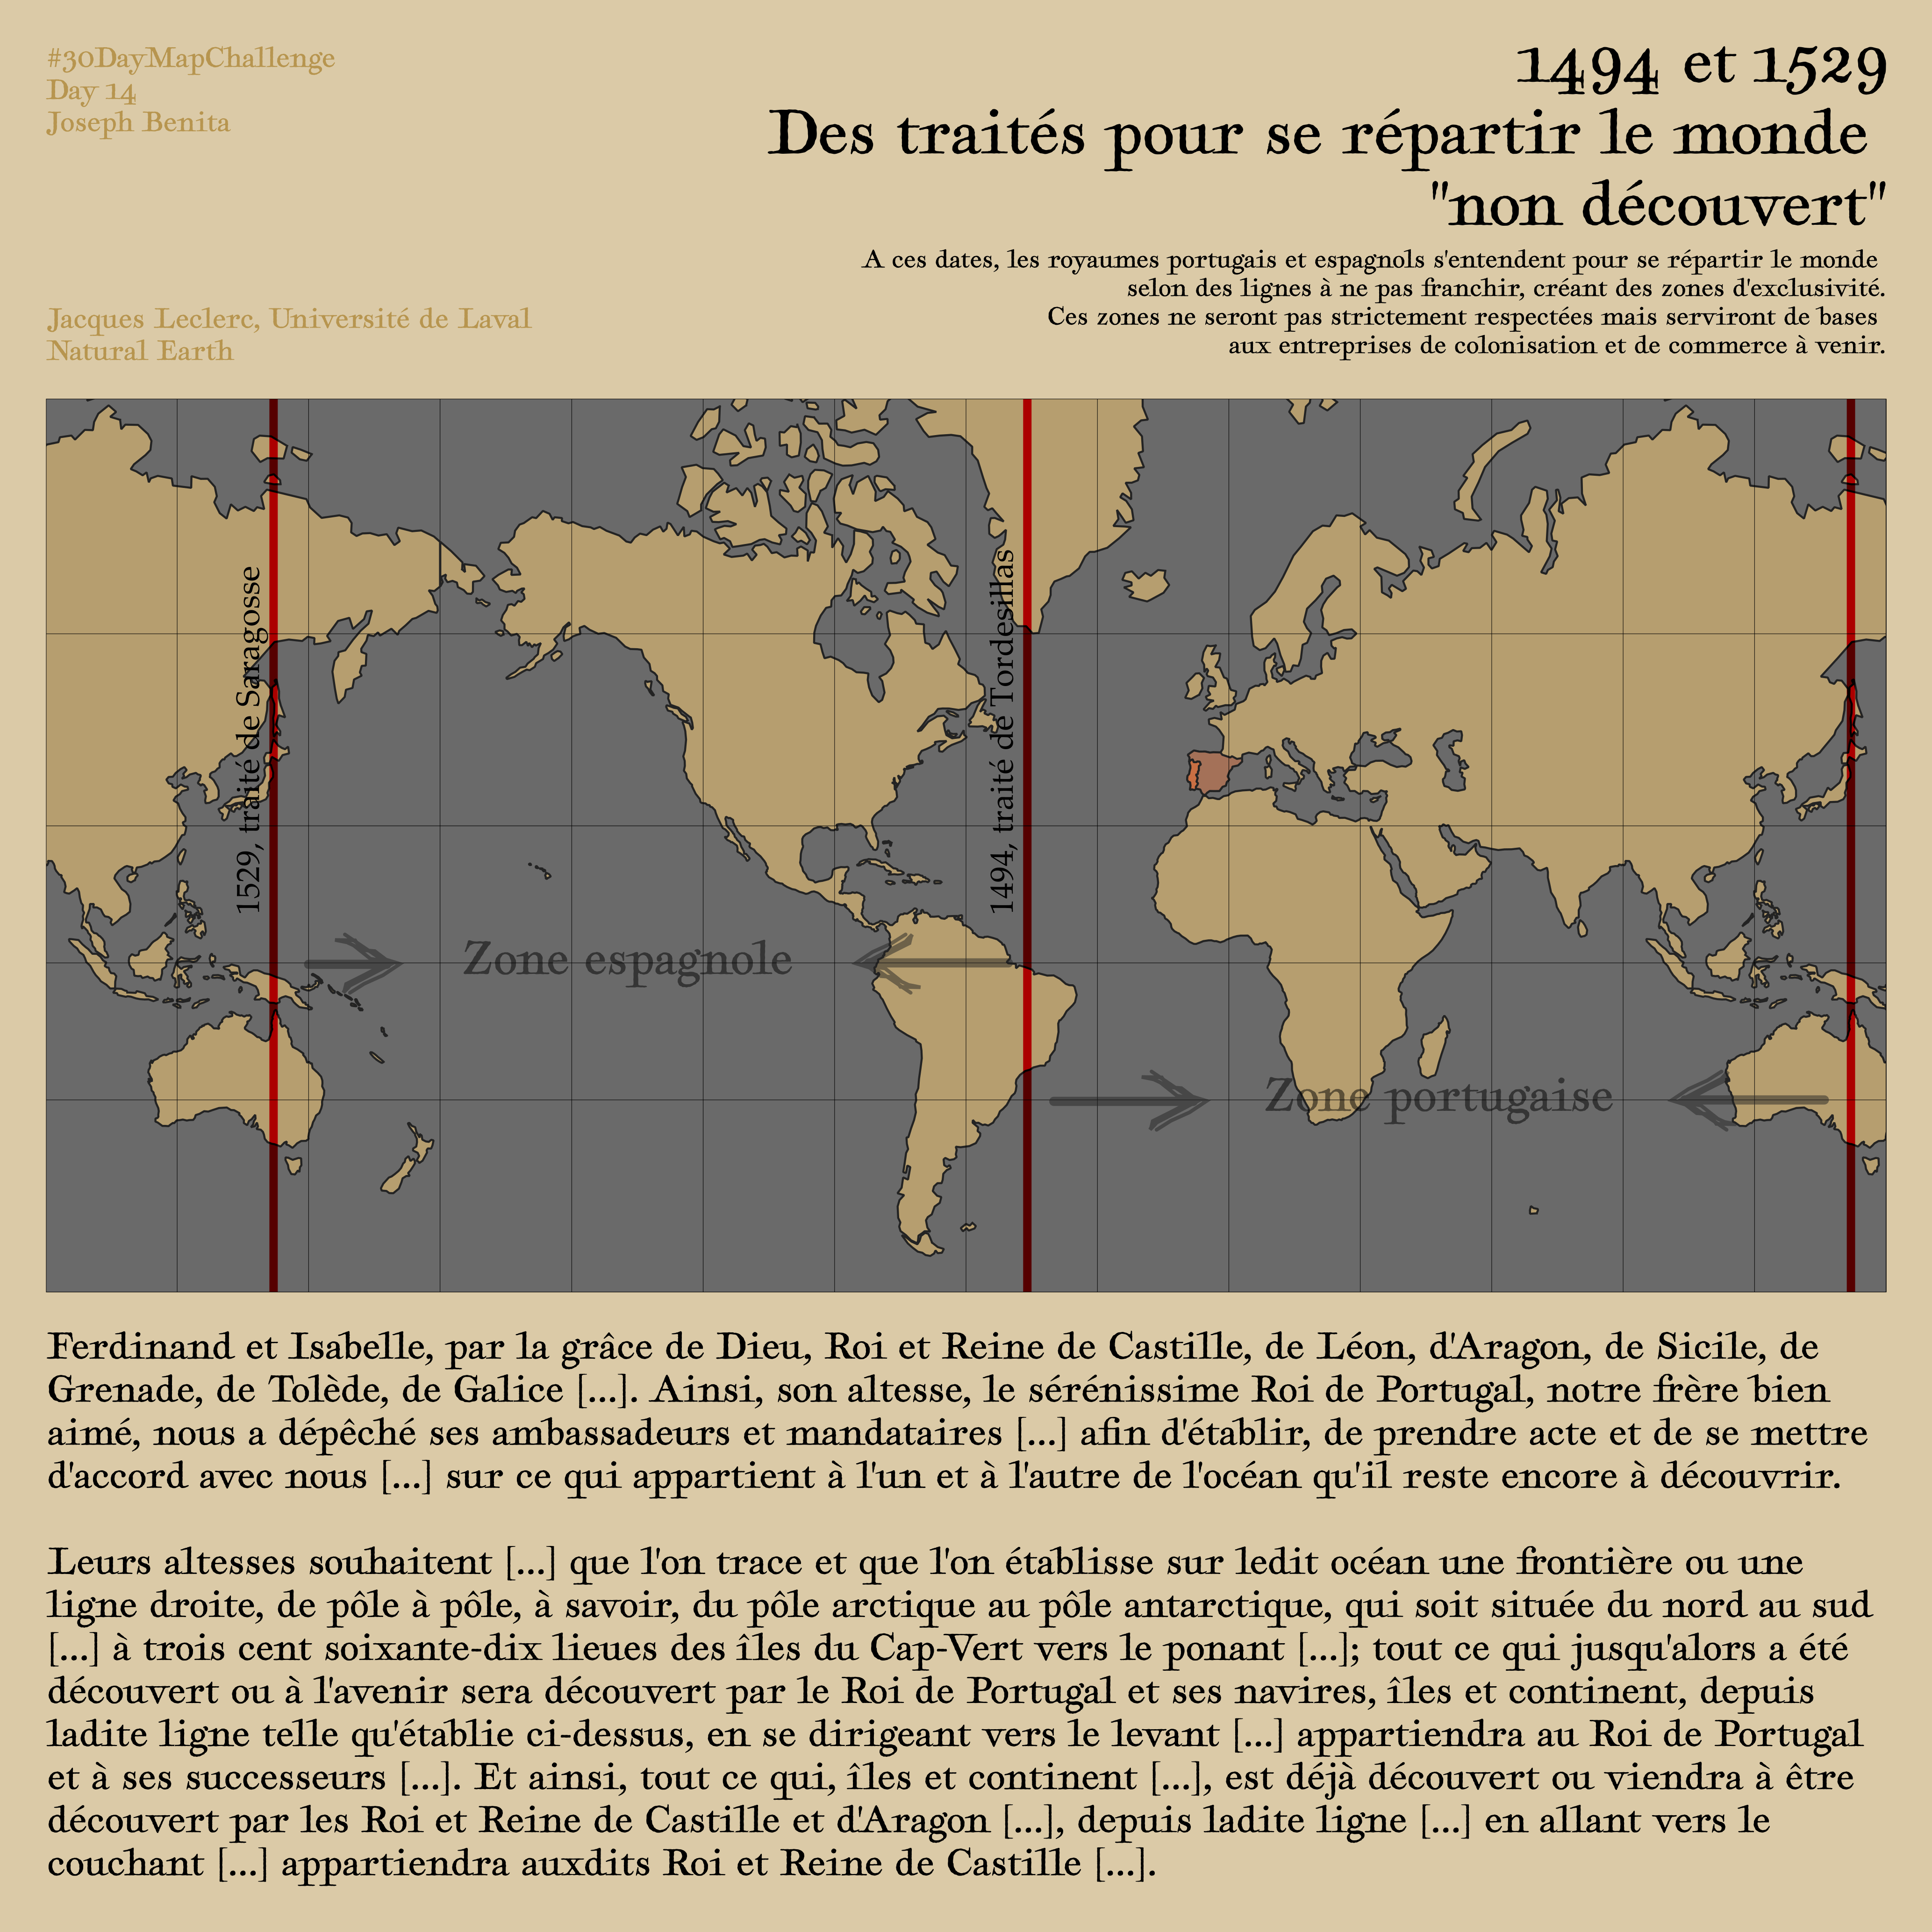 #30DayMapChallenge
Day 14
Joseph Benita
1494 et 1529
Des traités pour se répartir le monde
"non découvert"
A ces dates, les royaumes portugais et espagnols s'entendent pour se répartir le monde
selon des lignes à ne pas franchir, créant des zones d'exclusivité.
Ces zones ne seront pas strictement respectées mais serviront de bases
aux entreprises de colonisation et de commerce à venir.
Jacques Leclerc, Université de Laval
Natural Earth
1529, traité de Saragosse
1494, traité de Tordesillas
Zone espagnole
Zone portugaise
Ferdinand et Isabelle, par la grâce de Dieu, Roi et Reine de Castille, de Léon, d'Aragon, de Sicile, de
Grenade, de Tolède, de Galice [...]. Ainsi, son altesse, le sérénissime Roi de Portugal, notre frère bien
aimé, nous a dépêché ses ambassadeurs et mandataires [...] afin d'établir, de prendre acte et de se mettre
d'accord avec nous [...] sur ce qui appartient à l'un et à l'autre de l'océan qu'il reste encore à découvrir.
Leurs altesses souhaitent [...] que l'on trace et que l'on établisse sur ledit océan une frontière ou une
ligne droite, de pôle à pôle, à savoir, du pôle arctique au pôle antarctique, qui soit située du nord au sud
[...] à trois cent soixante-dix lieues des îles du Cap-Vert vers le ponant [...]; tout ce qui jusqu'alors a été
découvert ou à l'avenir sera découvert par le Roi de Portugal et ses navires, îles et continent, depuis
ladite ligne telle qu'établie ci-dessus, en se dirigeant vers le levant [...] appartiendra au Roi de Portugal
et à ses successeurs [...]. Et ainsi, tout ce qui, îles et continent [...], est déjà découvert ou viendra à être
découvert par les Roi et Reine de Castille et d'Aragon [...], depuis ladite ligne [...] en allant vers le
couchant [...] appartiendra auxdits Roi et Reine de Castille [...].